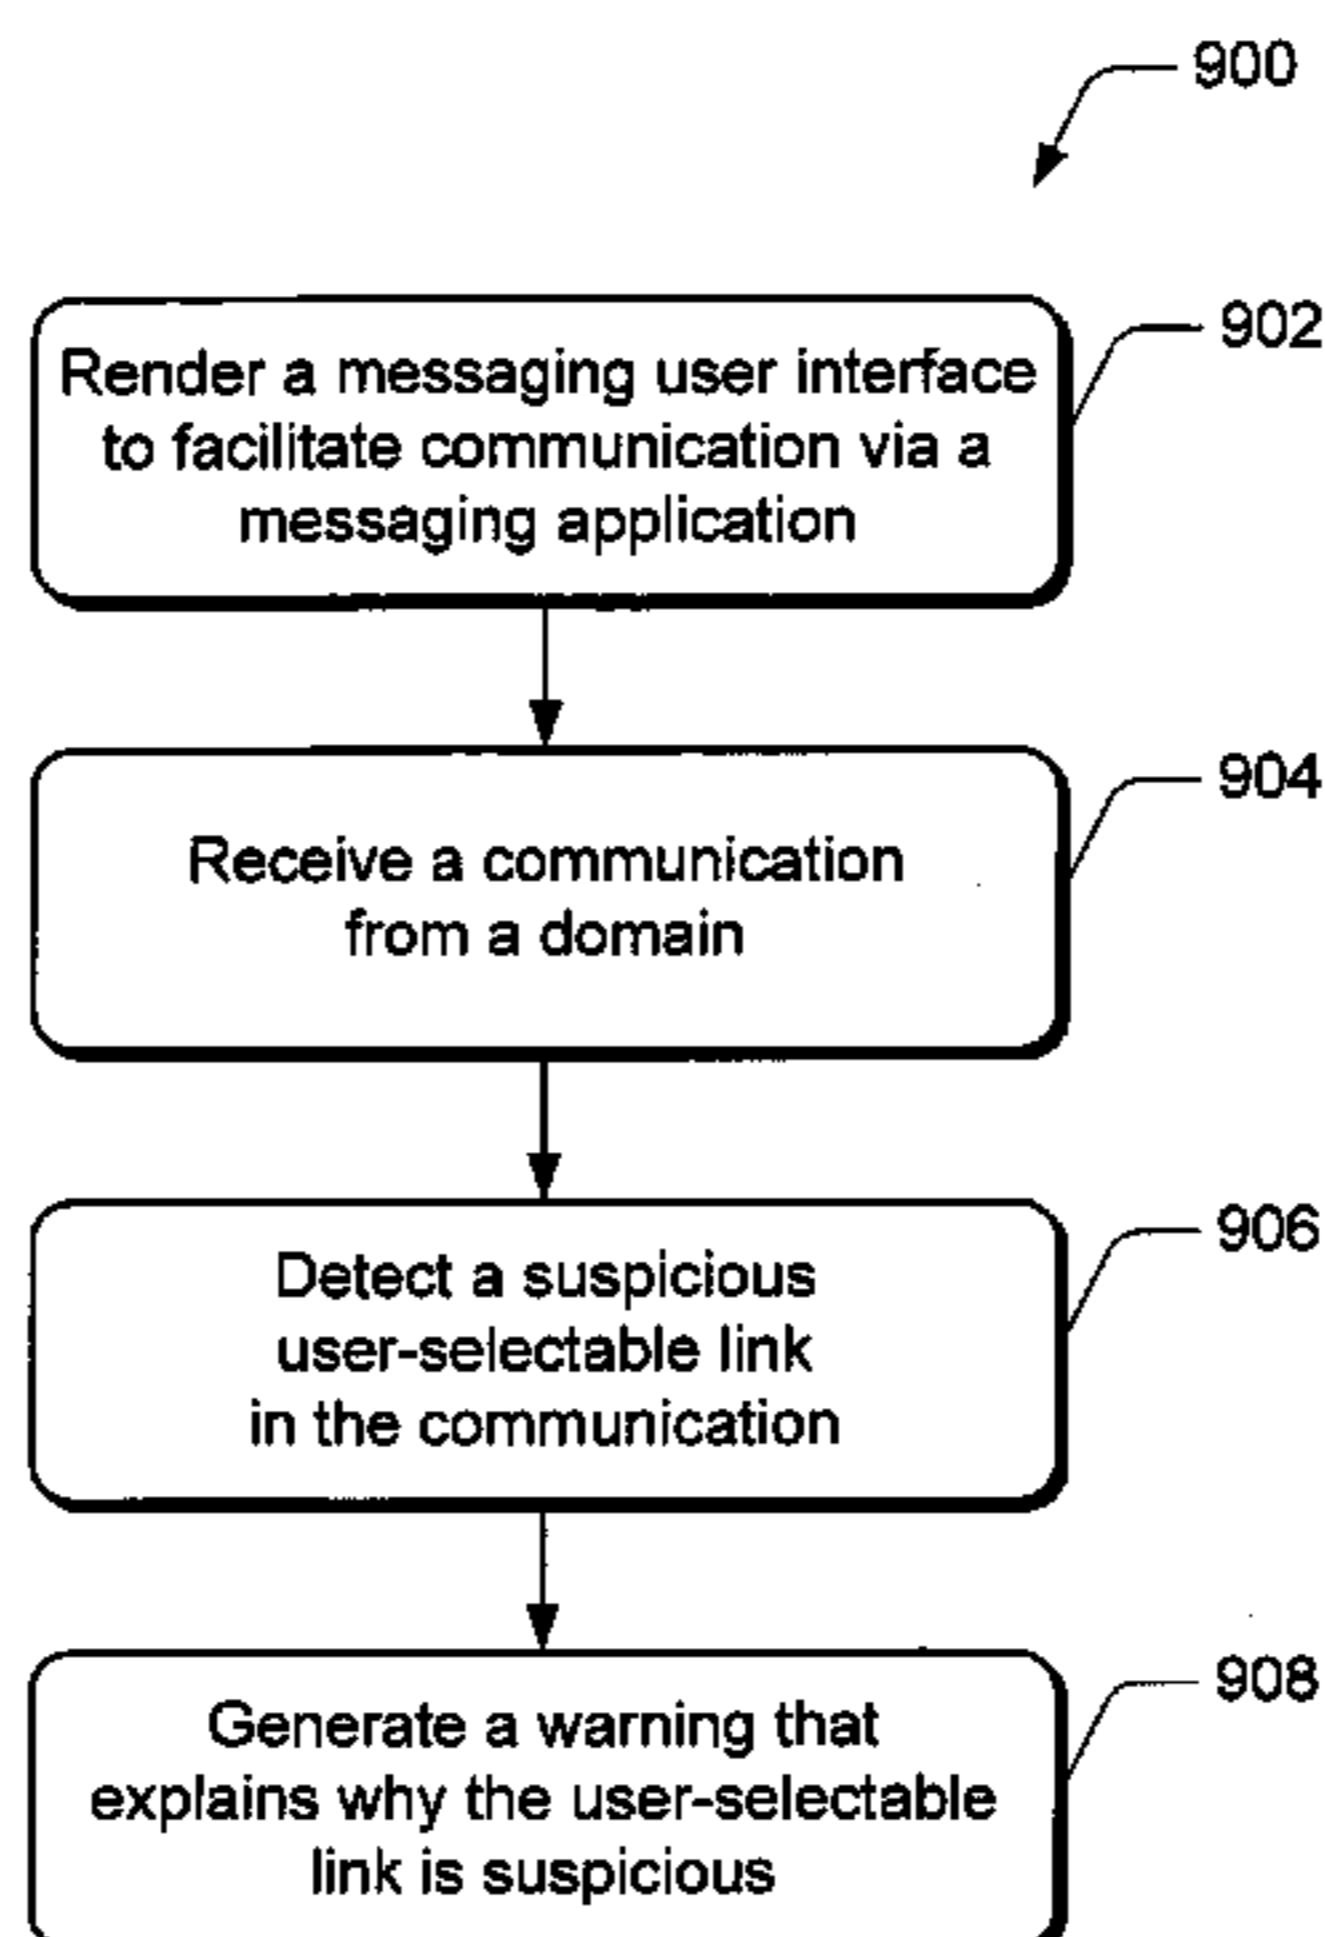 900
Render a messaging user interface
to facilitate communication via a
messaging application
902
Receive a communication
from a domain
904
Detect a suspicious
user-selectable link
in the communication
906
Generate a warning that
explains why the user-selectable
link is suspicious
908